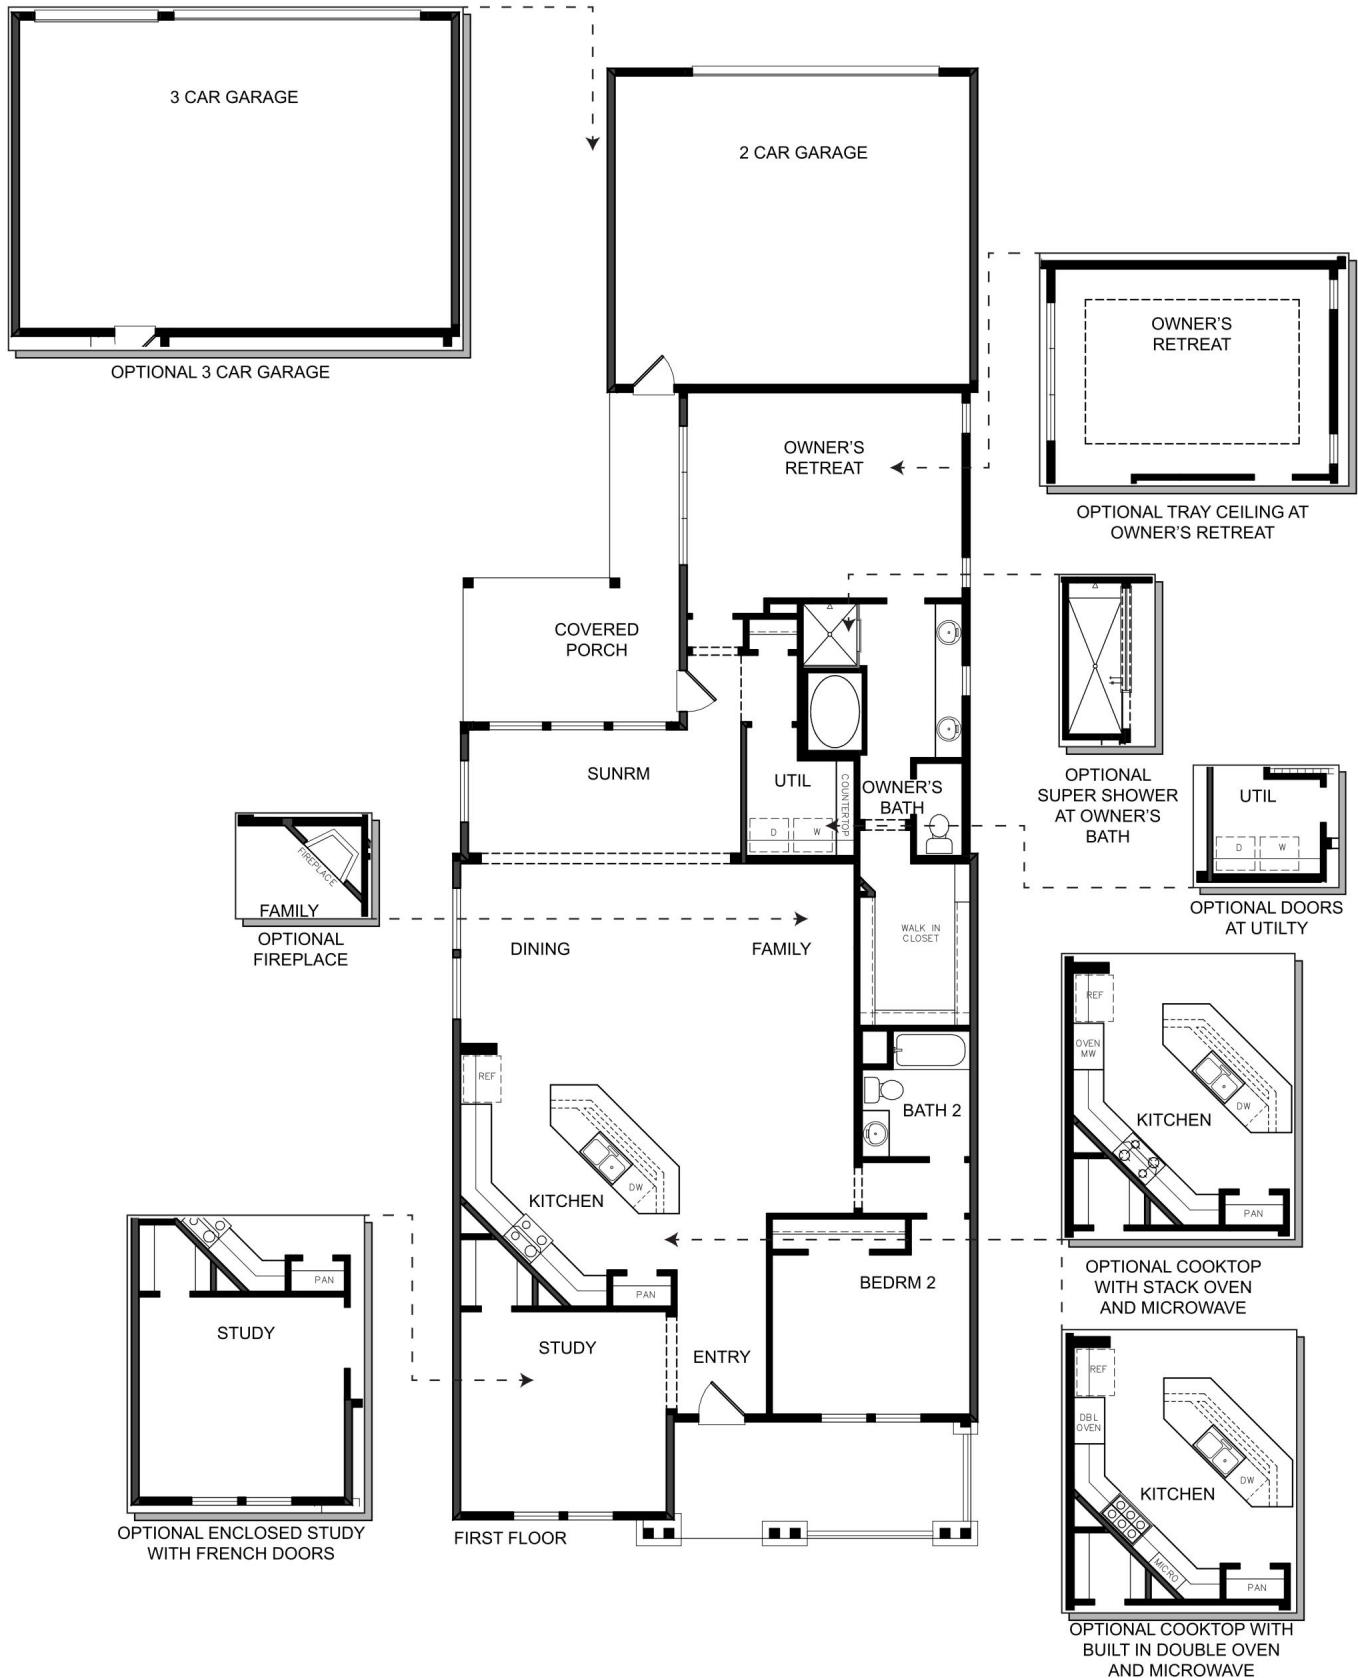 3 CAR GARAGE
OPTIONAL 3 CAR GARAGE
2 CAR GARAGE
OWNER'S
RETREAT
OWNER'S
RETREAT
OPTIONAL TRAY CEILING AT
OWNER'S RETREAT
COVERED
PORCH
SUNRM
UTIL
COUNTERTOP
D
W
OWNER'S
BATH
OPTIONAL
SUPER SHOWER
AT OWNER'S
BATH
UTIL
D
W
OPTIONAL DOORS
AT UTILTY
FIREPLACE
FAMILY
OPTIONAL
FIREPLACE
DINING
FAMILY
WALK IN
CLOSET
REF
DW
KITCHEN
PAN
BATH 2
BEDRM 2
REF
OVEN
MW
KITCHEN
DW
PAN
OPTIONAL COOKTOP
WITH STACK OVEN
AND MICROWAVE
PAN
STUDY
OPTIONAL ENCLOSED STUDY
WITH FRENCH DOORS
STUDY
ENTRY
FIRST FLOOR
REF
DBL
OVEN
KITCHEN
DW
MICRO
PAN
OPTIONAL COOKTOP WITH
BUILT IN DOUBLE OVEN
AND MICROWAVE